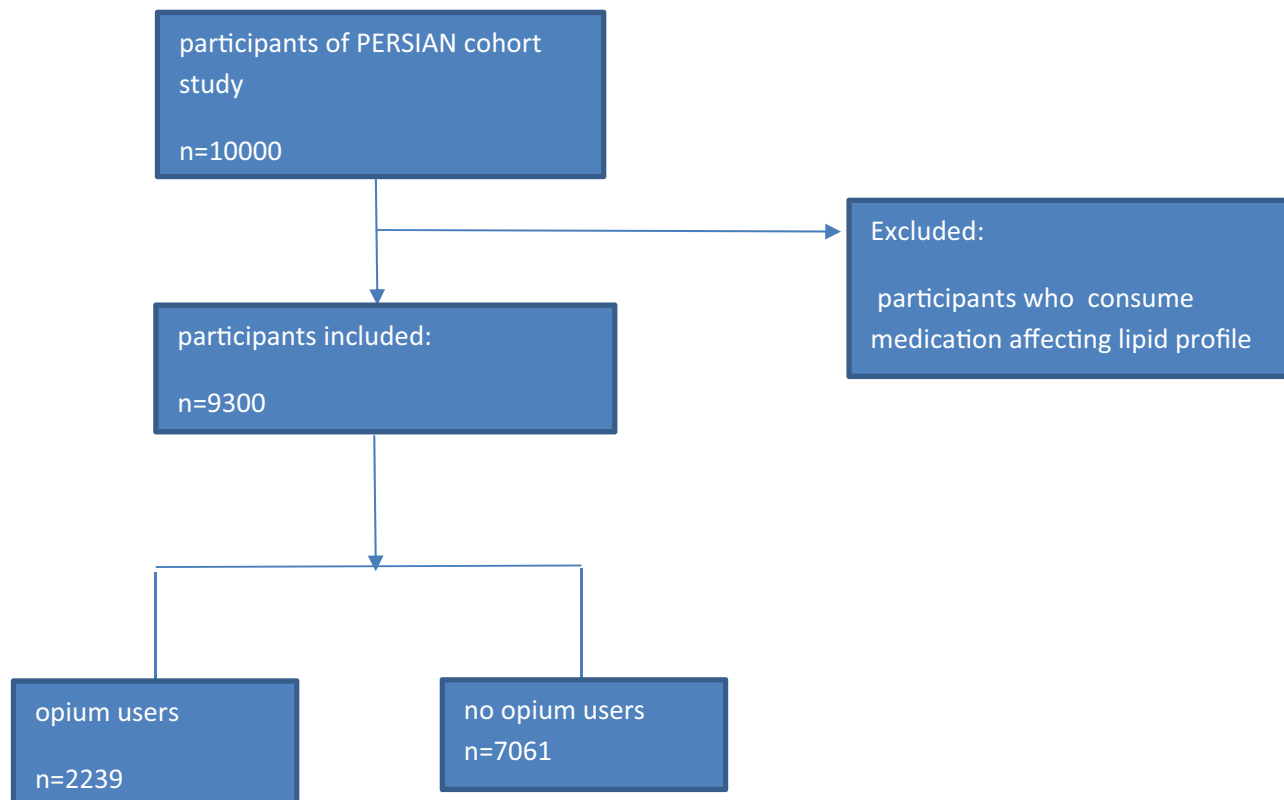 participants of PERSIAN cohort
study
n=10000
Excluded:
participants who consume
medication affecting lipid profile
participants included:
n=9300
opium users
n=2239
no opium users
n=7061